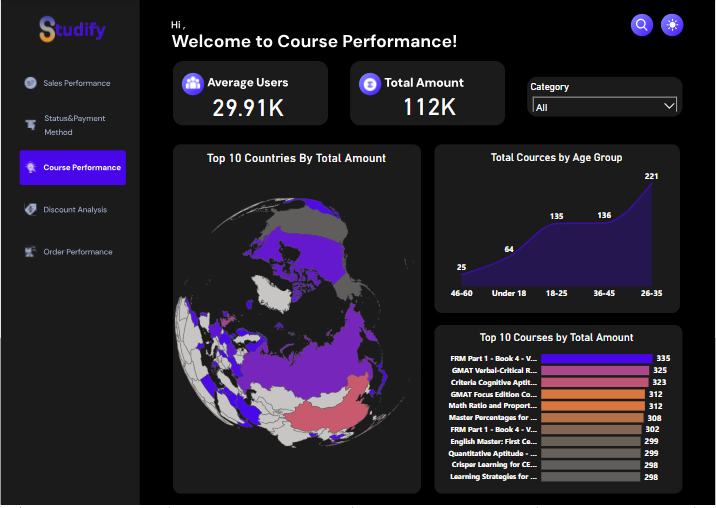 Studify
Sales Performance
Status&Payment
Method
Course Performance
Discount Analysis
Order Performance
Hi ,
Welcome to Course Performance!
Average Users
29.91K
Total Amount
112K
Category
All
Top 10 Countries By Total Amount
Total Cources by Age Group
221
135
136
64
25
46-60 Under 18 18-25 36-45 26-35
Top 10 Courses by Total Amount
FRM Part 1 - Book 4 - V... 335
GMAT Verbal-Critical R... 325
Criteria Cognitive Aptit... 323
GMAT Focus Edition Co... 312
Math Ratio and Proport... 312
Master Percentages for ... 308
FRM Part 1 - Book 4 - V... 302
English Master: First Ce... 299
Quantitative Aptitude - ... 299
Crisper Learning for CE... 298
Learning Strategies for ... 298